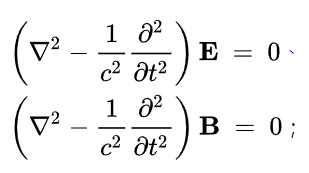 (∇² − 1/c² ∂²/∂t²) E = 0
(∇² − 1/c² ∂²/∂t²) B = 0 ;